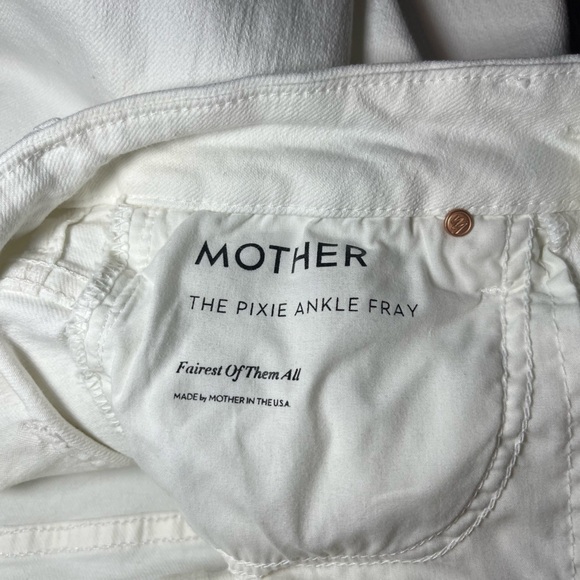 MOTHER
THE PIXIE ANKLE FRAY
Fairest Of Them All
MADE by MOTHER IN THE U.S.A.